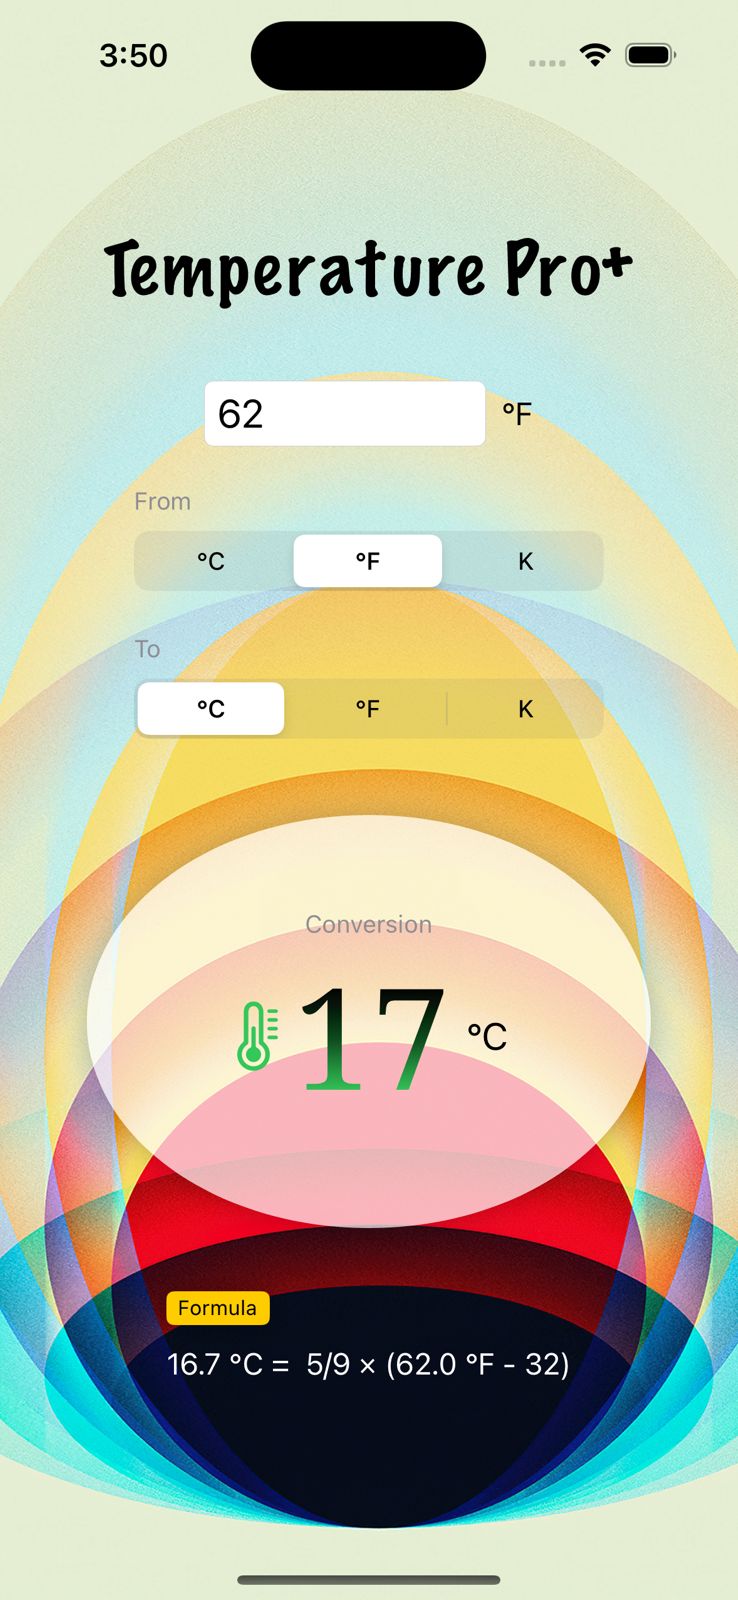 3:50
Temperature Pro+
62 °F
From
°C °F K
To
°C °F K
Conversion
17 °C
Formula
16.7 °C = 5/9 × (62.0 °F - 32)